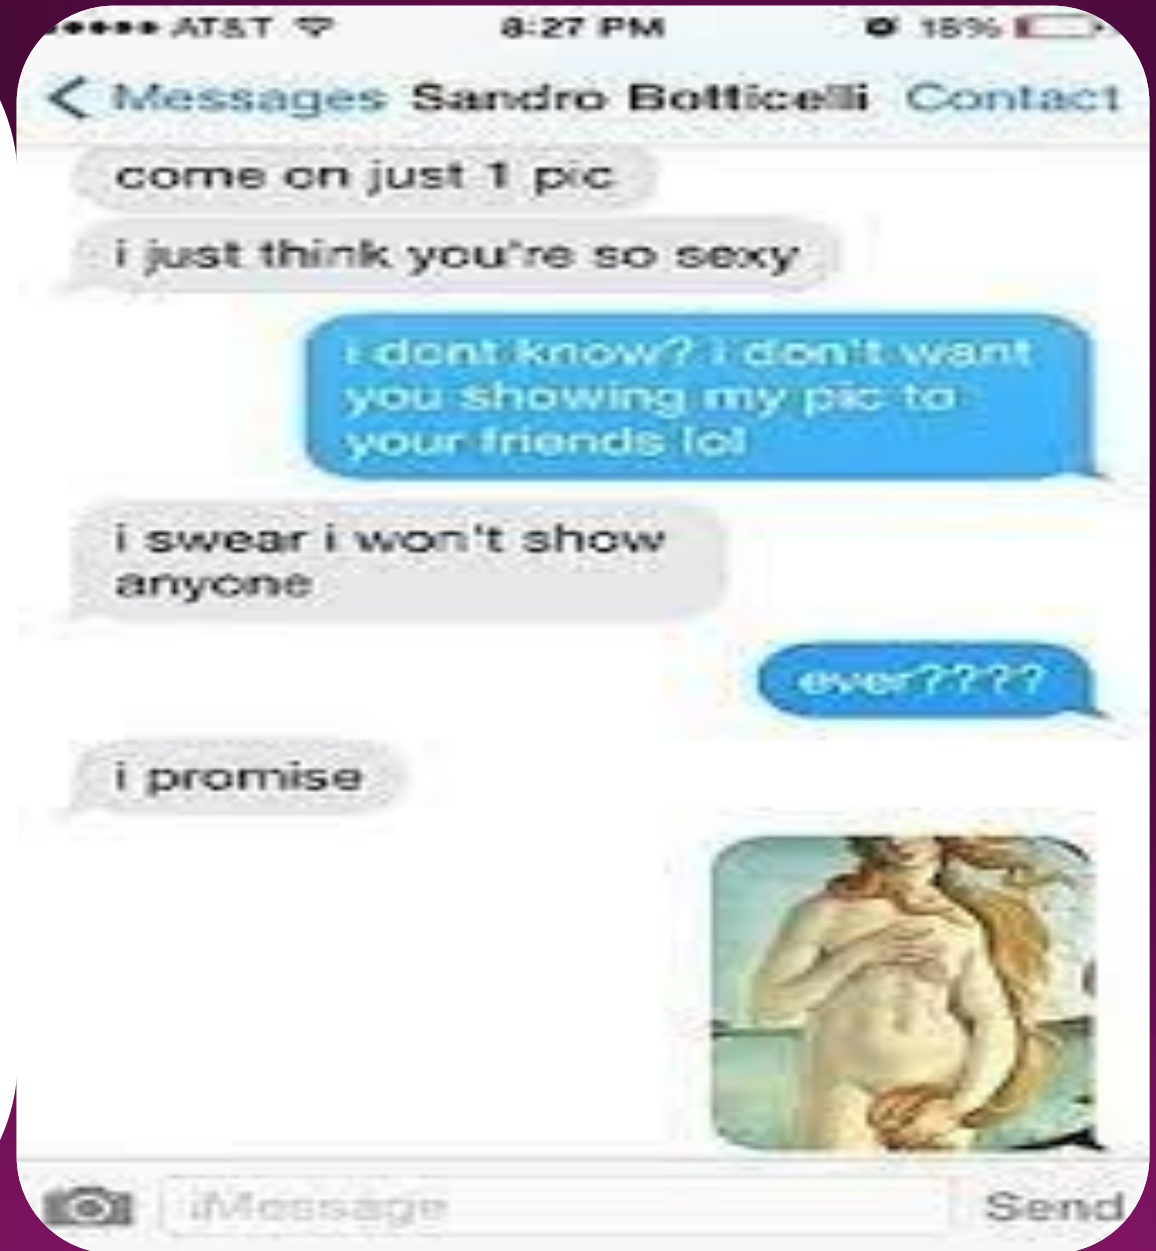 AT&T 8:27 PM 15%
Messages Sandro Botticelli Contact
come on just 1 pic
i just think you're so sexy
i dont know? i don't want
you showing my pic to
your friends lol
i swear i won't show
anyone
ever????
i promise
iMessage Send